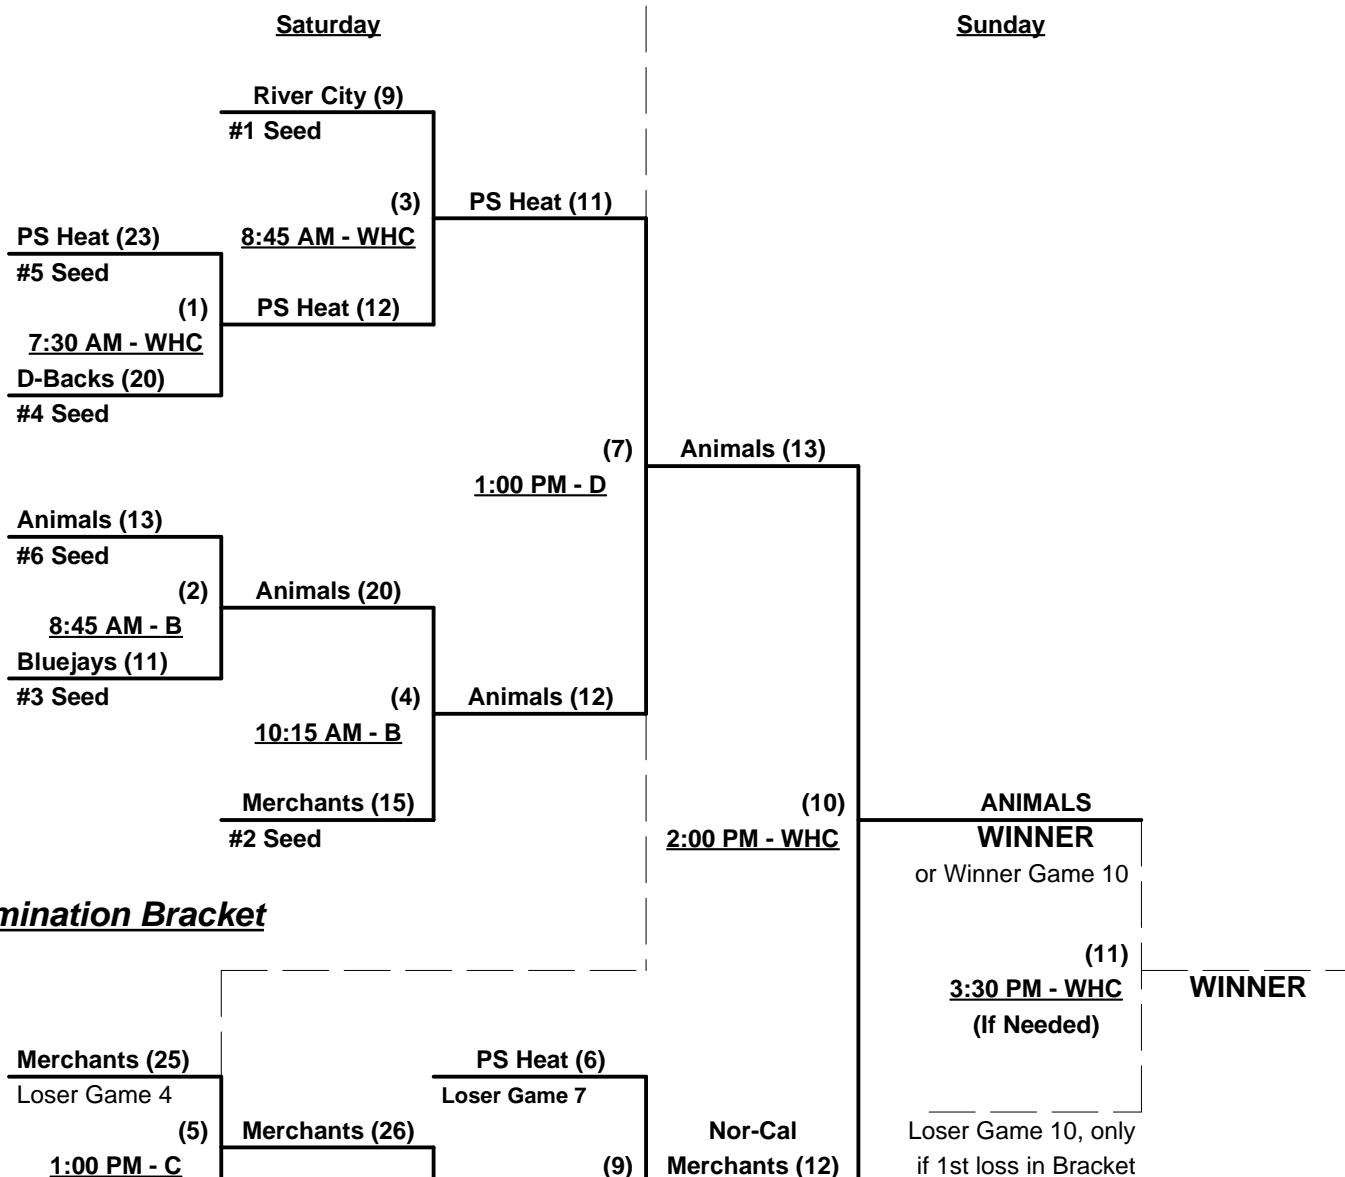 Saturday
Sunday
River City (9)
#1 Seed
(3)
PS Heat (11)
PS Heat (23)
8:45 AM - WHC
#5 Seed
(1)
PS Heat (12)
7:30 AM - WHC
D-Backs (20)
#4 Seed
(7)
Animals (13)
1:00 PM - D
Animals (13)
#6 Seed
(2)
Animals (20)
8:45 AM - B
Bluejays (11)
#3 Seed
(4)
Animals (12)
10:15 AM - B
Merchants (15)
#2 Seed
(10)
ANIMALS
2:00 PM - WHC
WINNER
or Winner Game 10
mination Bracket
(11)
3:30 PM - WHC
WINNER
(If Needed)
Merchants (25)
PS Heat (6)
Loser Game 4
Loser Game 7
(5)
Merchants (26)
Nor-Cal
Loser Game 10, only
1:00 PM - C
(9)
Merchants (12)
if 1st loss in Bracket